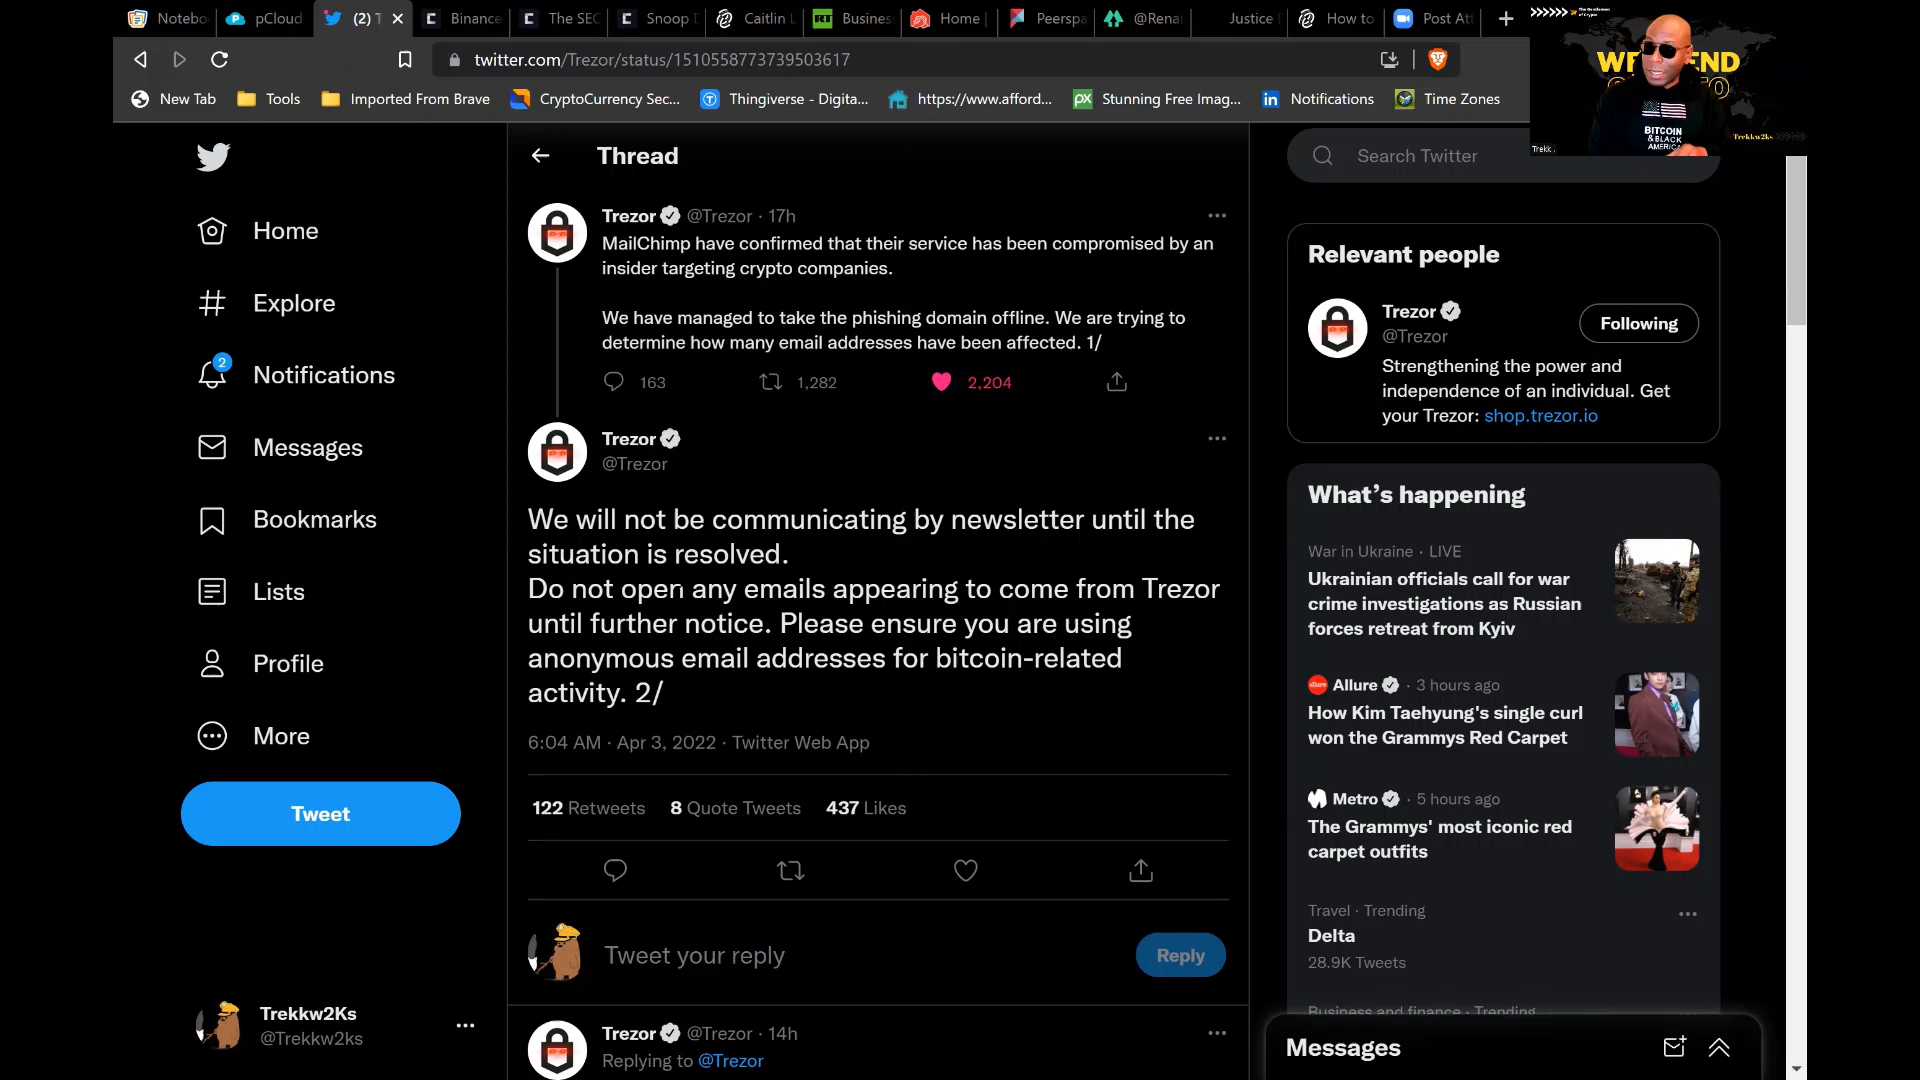 Notebo
pCloud
(2) T
Binance
The SEC
Snoop D
Caitlin L
RT
Busines
Home
Peerspa
@Rena
Justice
How to
Post Att
twitter.com/Trezor/status/1510558773739503617
New Tab
Tools
Imported From Brave
CryptoCurrency Sec...
Thingiverse - Digita...
https://www.afford...
Stunning Free Imag...
Notifications
Time Zones
BITCOIN
& BLACK
AMERICA
Trekkw2ks
Trekk .
Thread
Search Twitter
Home
Explore
2
Notifications
Messages
Bookmarks
Lists
Profile
More
Tweet
Trekkw2Ks
@Trekkw2ks
Trezor @Trezor · 17h
MailChimp have confirmed that their service has been compromised by an
insider targeting crypto companies.
We have managed to take the phishing domain offline. We are trying to
determine how many email addresses have been affected. 1/
163 1,282 2,204
Trezor
@Trezor
We will not be communicating by newsletter until the
situation is resolved.
Do not open any emails appearing to come from Trezor
until further notice. Please ensure you are using
anonymous email addresses for bitcoin-related
activity. 2/
6:04 AM · Apr 3, 2022 · Twitter Web App
122 Retweets 8 Quote Tweets 437 Likes
Tweet your reply
Reply
Trezor @Trezor · 14h
Replying to @Trezor
Relevant people
Trezor
@Trezor
Following
Strengthening the power and
independence of an individual. Get
your Trezor: shop.trezor.io
What's happening
War in Ukraine · LIVE
Ukrainian officials call for war
crime investigations as Russian
forces retreat from Kyiv
allure Allure · 3 hours ago
How Kim Taehyung's single curl
won the Grammys Red Carpet
Metro · 5 hours ago
The Grammys' most iconic red
carpet outfits
Travel · Trending
Delta
28.9K Tweets
Business and finance · Trending
Messages